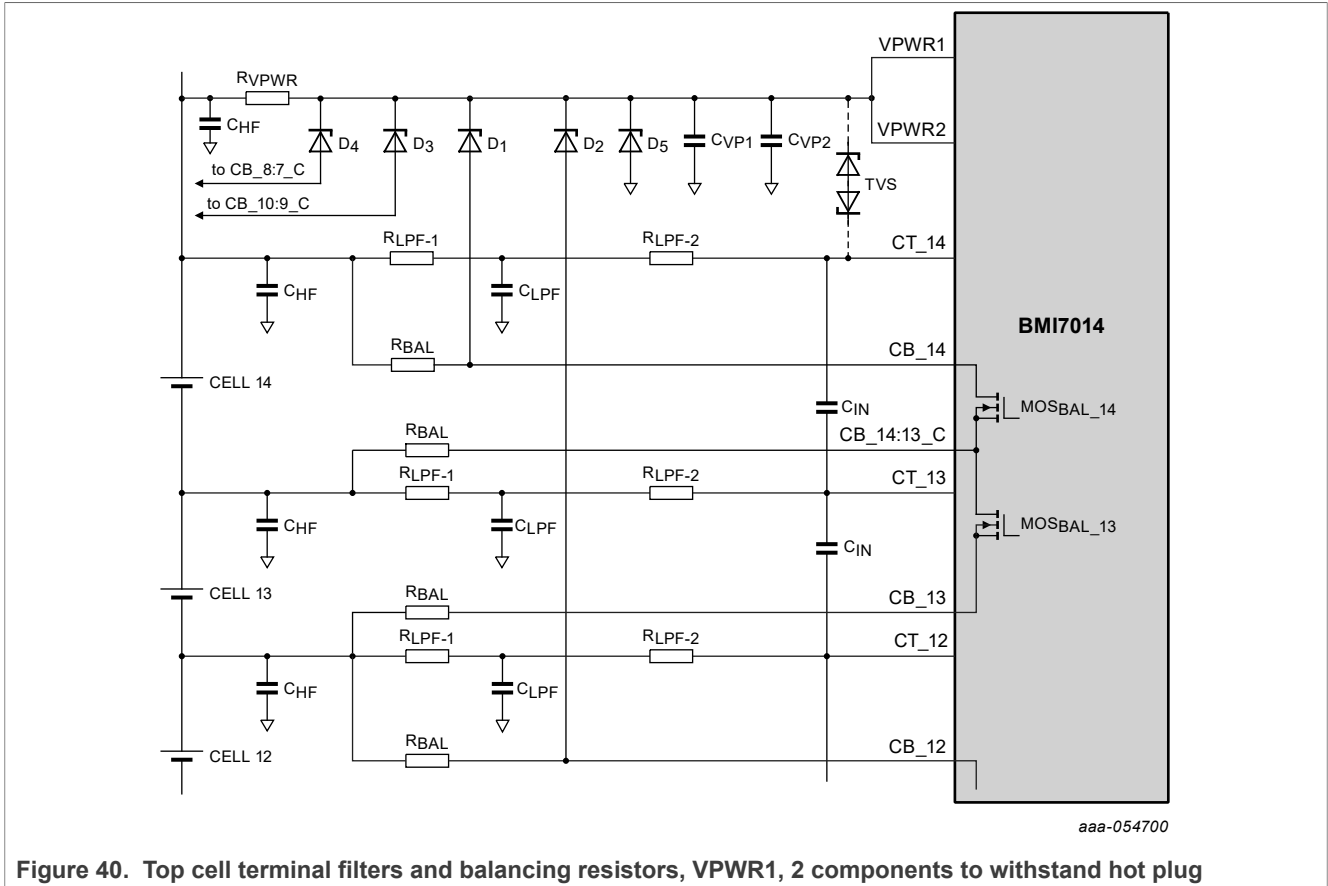 VPWR1
RVPWR
CHF
D4
D3
D1
D2
D5
CVP1
CVP2
VPWR2
to CB_8:7_C
TVS
to CB_10:9_C
RLPF-1
RLPF-2
CT_14
CHF
CLPF
BMI7014
RBAL
CB_14
CELL 14
CIN
MOSBAL_14
RBAL
CB_14:13_C
RLPF-1
RLPF-2
CT_13
CHF
CLPF
MOSBAL_13
CIN
CELL 13
RBAL
CB_13
RLPF-1
RLPF-2
CT_12
CHF
CLPF
CELL 12
RBAL
CB_12
aaa-054700
Figure 40. Top cell terminal filters and balancing resistors, VPWR1, 2 components to withstand hot plug